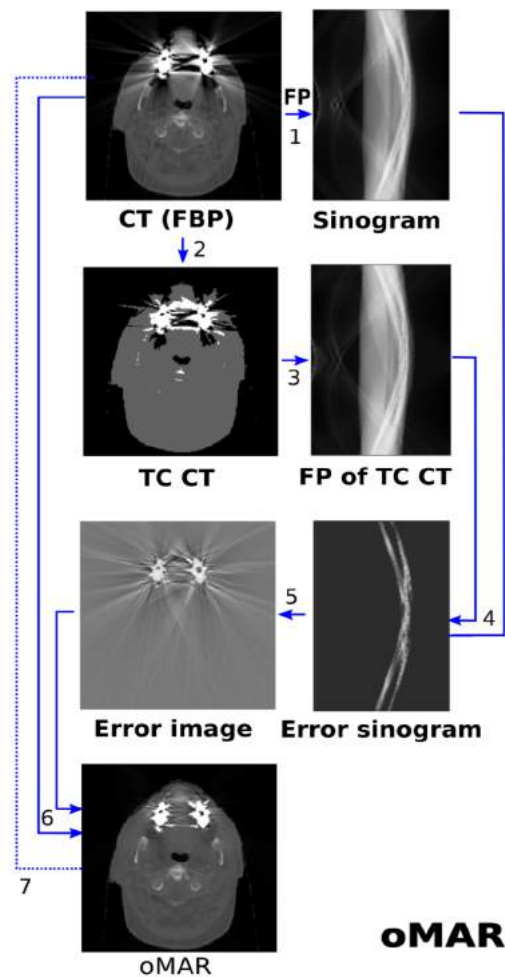 FP
1
CT (FBP)
Sinogram
2
3
TC CT
FP of TC CT
5
4
Error image
Error sinogram
6
7
oMAR
oMAR